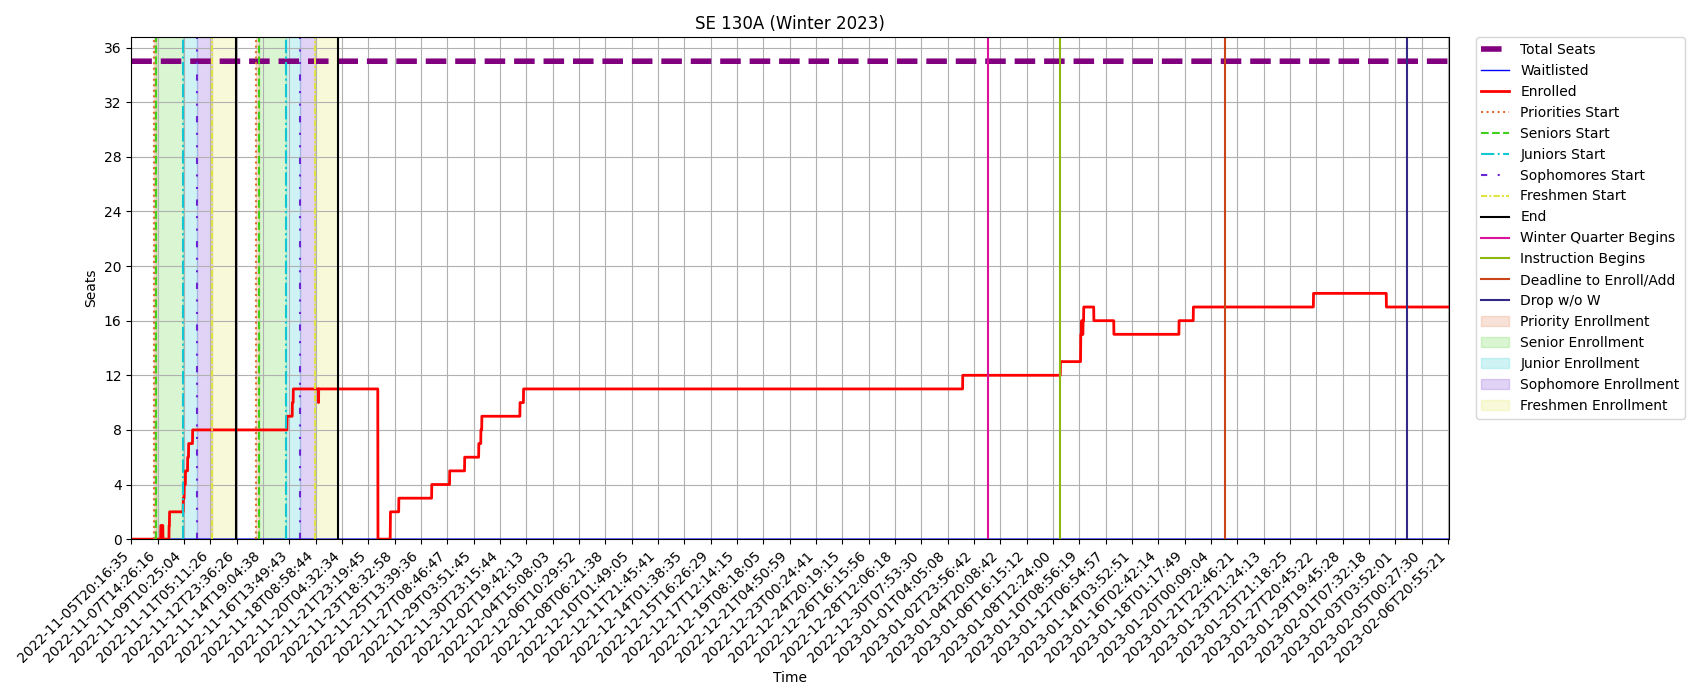 SE 130A (Winter 2023)
Seats
36
32
28
24
20
16
12
8
4
0
2022-11-05T20:16:35
2022-11-07T14:26:16
2022-11-09T10:25:04
2022-11-11T05:11:26
2022-11-12T23:36:26
2022-11-14T19:04:38
2022-11-16T13:49:43
2022-11-18T08:58:44
2022-11-20T04:32:34
2022-11-21T23:19:45
2022-11-23T18:32:58
2022-11-25T13:39:36
2022-11-27T08:46:47
2022-11-29T03:51:45
2022-11-30T23:15:44
2022-12-02T19:42:13
2022-12-04T15:08:03
2022-12-06T10:29:52
2022-12-08T06:21:38
2022-12-10T01:49:05
2022-12-11T21:45:41
2022-12-14T01:38:35
2022-12-15T16:26:29
2022-12-17T12:14:15
2022-12-19T08:18:05
2022-12-21T04:50:59
2022-12-23T00:24:41
2022-12-24T20:19:15
2022-12-26T16:15:56
2022-12-28T12:06:18
2022-12-30T07:53:30
2023-01-01T04:05:08
2023-01-02T23:56:42
2023-01-04T20:08:42
2023-01-06T16:15:12
2023-01-08T12:24:00
2023-01-10T08:56:19
2023-01-12T06:54:57
2023-01-14T03:52:51
2023-01-16T02:42:14
2023-01-18T01:17:49
2023-01-20T00:09:04
2023-01-21T22:46:21
2023-01-23T21:24:13
2023-01-25T21:18:25
2023-01-27T20:45:22
2023-01-29T19:45:28
2023-02-01T07:32:18
2023-02-03T03:52:01
2023-02-05T00:27:30
2023-02-06T20:55:21
Time
Total Seats
Waitlisted
Enrolled
Priorities Start
Seniors Start
Juniors Start
Sophomores Start
Freshmen Start
End
Winter Quarter Begins
Instruction Begins
Deadline to Enroll/Add
Drop w/o W
Priority Enrollment
Senior Enrollment
Junior Enrollment
Sophomore Enrollment
Freshmen Enrollment